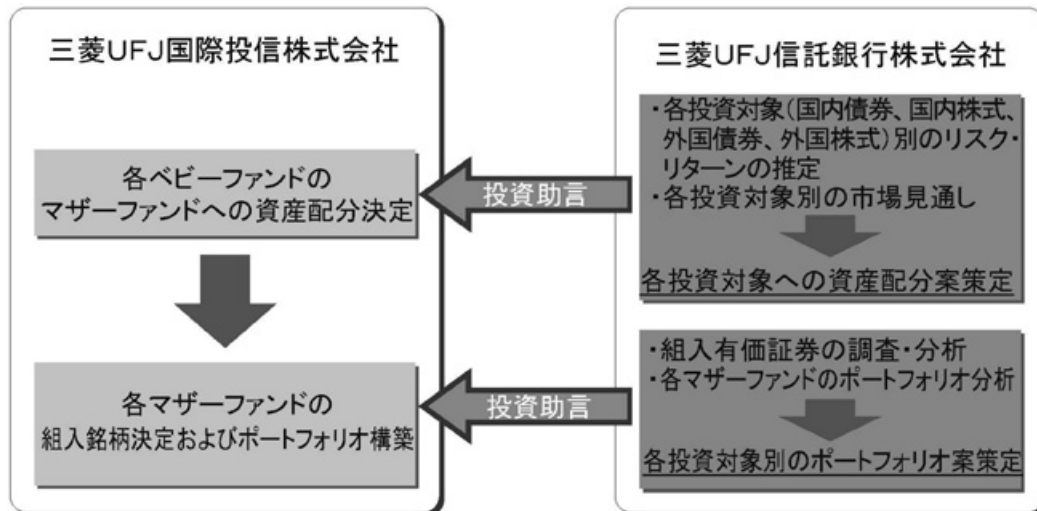 三菱UFJ国際投信株式会社
各ベビーファンドの
マザーファンドへの資産配分決定
各マザーファンドの
組入銘柄決定およびポートフォリオ構築
投資助言
投資助言
三菱UFJ信託銀行株式会社
・各投資対象(国内債券、国内株式、
外国債券、外国株式)別のリスク・
リターンの推定
・各投資対象別の市場見通し
各投資対象への資産配分案策定
・組入有価証券の調査・分析
・各マザーファンドのポートフォリオ分析
各投資対象別のポートフォリオ案策定